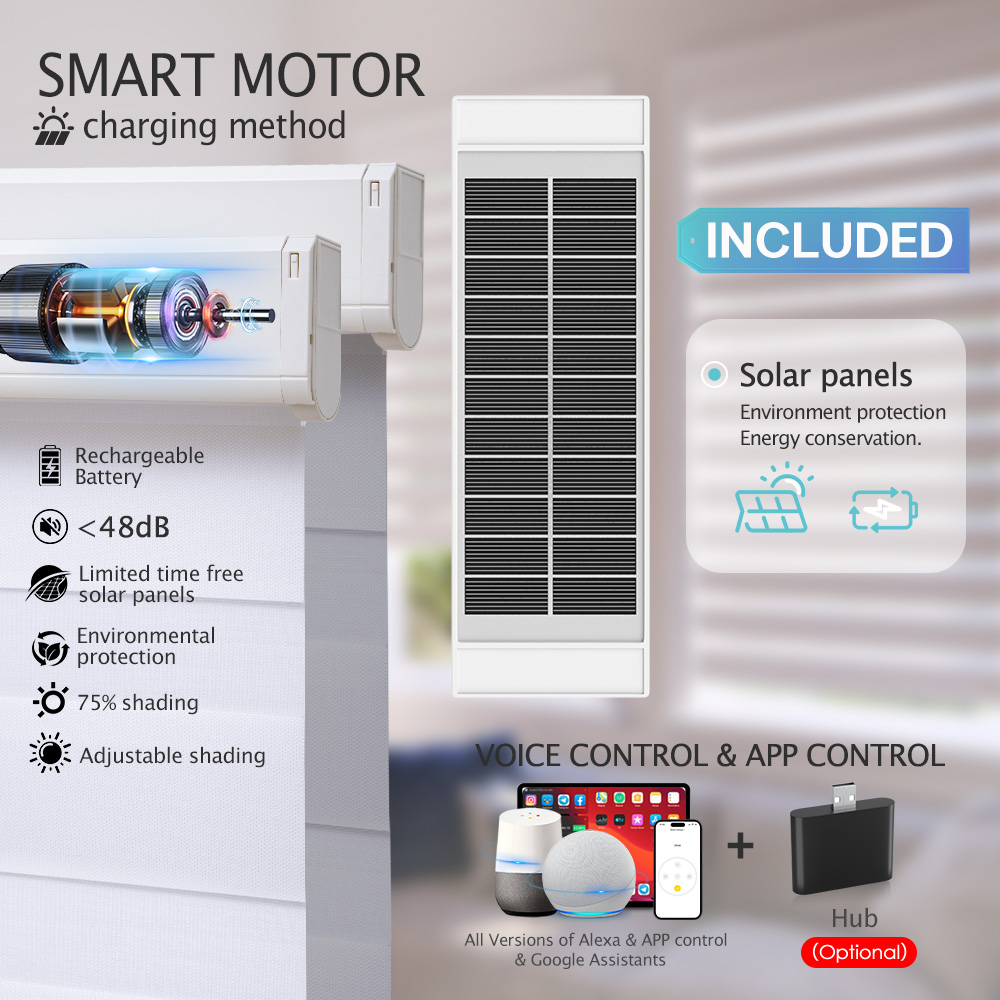 SMART MOTOR
charging method
INCLUDED
Solar panels
Environment protection
Energy conservation.
Rechargeable
Battery
<48dB
Limited time free
solar panels
Environmental
protection
75% shading
Adjustable shading
VOICE CONTROL & APP CONTROL
+
Hub
(Optional)
All Versions of Alexa & APP control
& Google Assistants